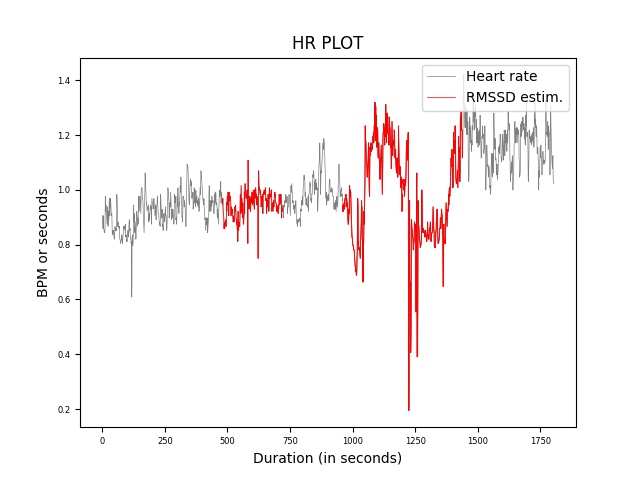 HR PLOT
Heart rate
RMSSD estim.
BPM or seconds
1.4
1.2
1.0
0.8
0.6
0.4
0.2
0 250 500 750 1000 1250 1500 1750
Duration (in seconds)